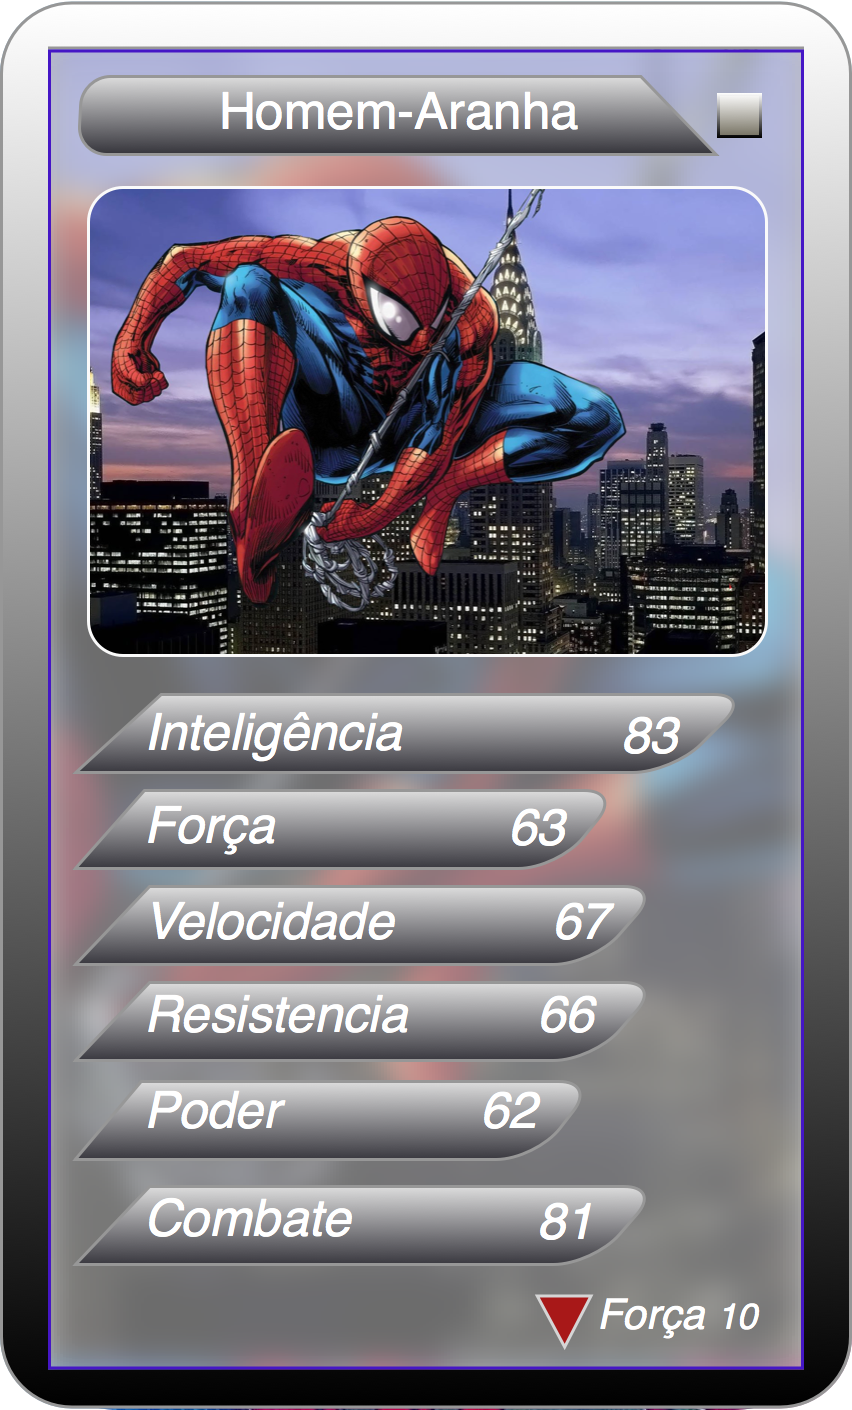 Homem-Aranha
Inteligência 83
Força 63
Velocidade 67
Resistencia 66
Poder 62
Combate 81
Força 10